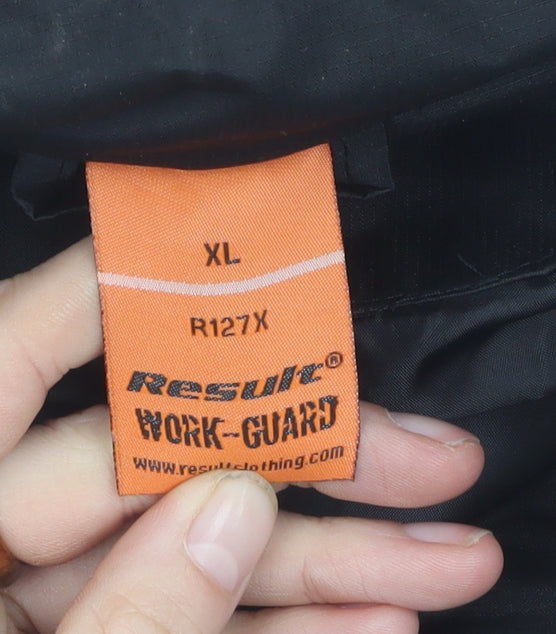 XL
R127X
Result®
WORK-GUARD
www.resultclothing.com